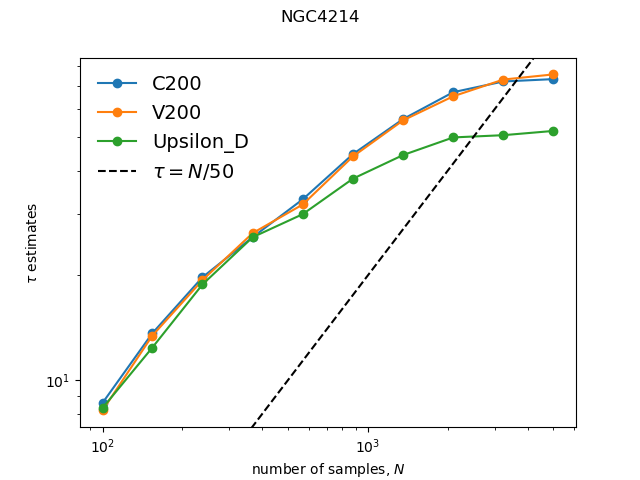 NGC4214
C200
V200
Upsilon_D
τ = N/50
τ estimates
10¹
10² 10³
number of samples, N